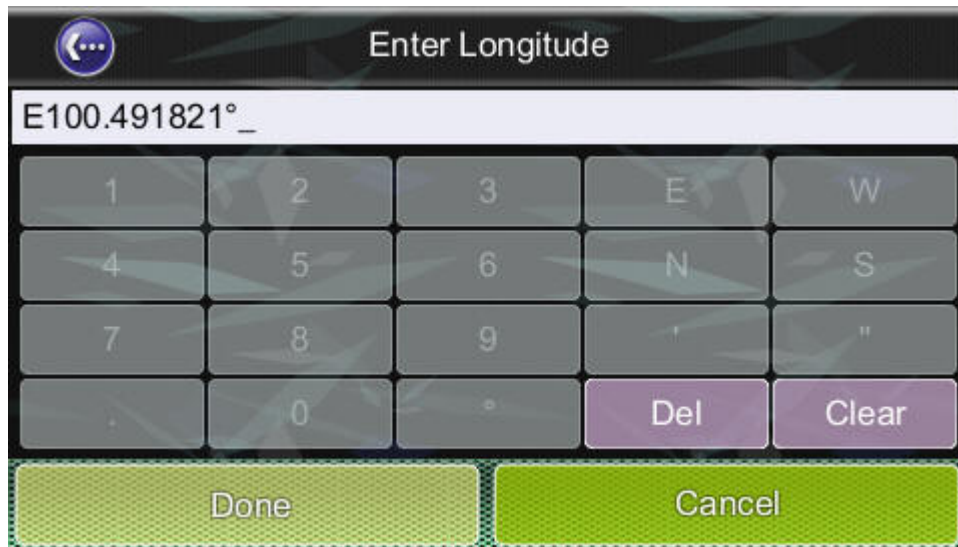 Enter Longitude
E100.491821°_
1 2 3 E W
4 5 6 N S
7 8 9 ' "
. 0 ° Del Clear
Done Cancel